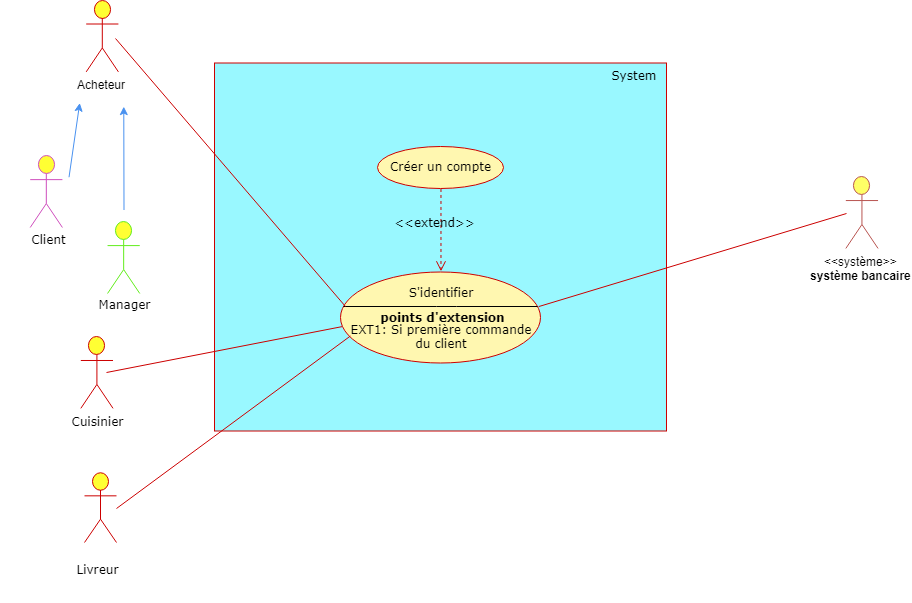 System
Acheteur
Créer un compte
Client
<<extend>>
<<système>>
système bancaire
Manager
S'identifier
points d'extension
EXT1: Si première commande
du client
Cuisinier
Livreur